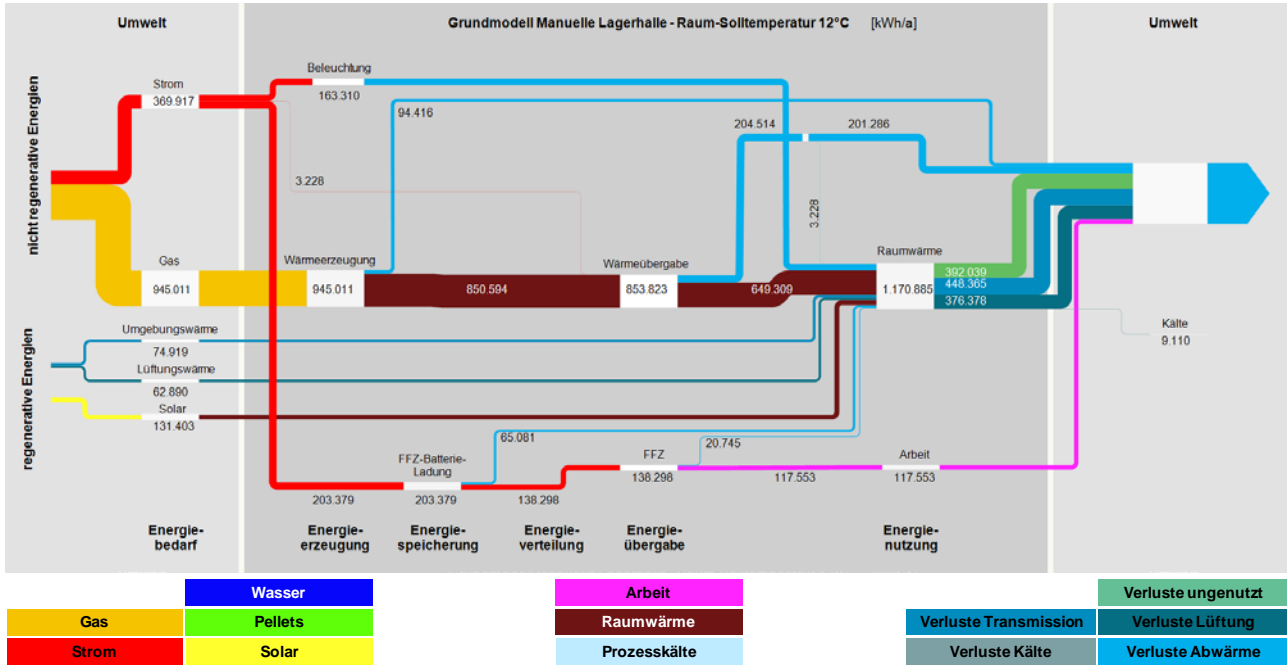 Umwelt
Grundmodell Manuelle Lagerhalle - Raum-Solltemperatur 12°C [kWh/a]
Umwelt
nicht regenerative Energien
regenerative Energien
Strom
369.917
Beleuchtung
163.310
94.416
204.514
201.286
3.228
3.228
Gas
945.011
Wärmeerzeugung
945.011
850.594
Wärmeübergabe
853.823
649.309
Raumwärme
1.170.885
392.039
448.365
376.378
Kälte
9.110
Umgebungswärme
74.919
Lüftungswärme
62.890
Solar
131.403
65.081
20.745
FFZ-Batterie-
Ladung
203.379
203.379
138.298
FFZ
138.298
117.553
Arbeit
117.553
Energie-
bedarf
Energie-
erzeugung
Energie-
speicherung
Energie-
verteilung
Energie-
übergabe
Energie-
nutzung
Wasser
Arbeit
Verluste ungenutzt
Gas
Pellets
Raumwärme
Verluste Transmission
Verluste Lüftung
Strom
Solar
Prozesskälte
Verluste Kälte
Verluste Abwärme